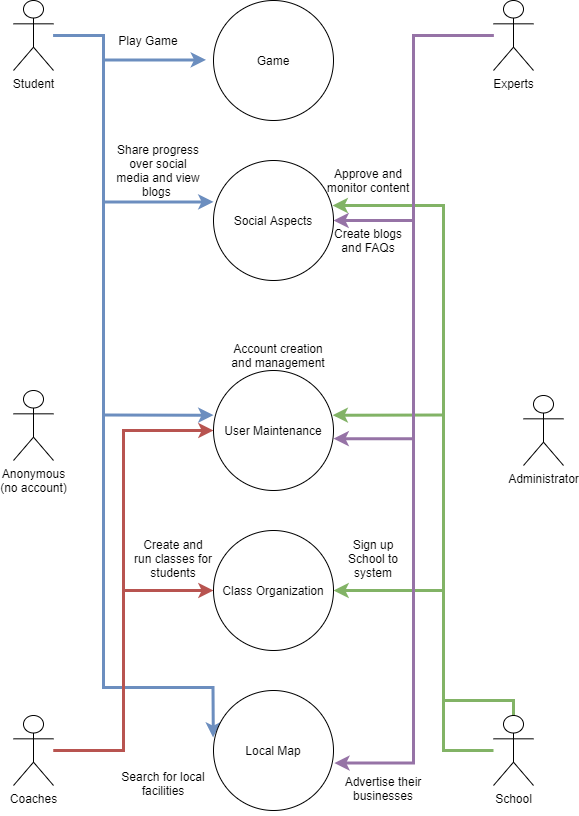 Play Game
Game
Student
Experts
Share progress
over social
media and view
blogs
Approve and
monitor content
Social Aspects
Create blogs
and FAQs
Account creation
and management
User Maintenance
Anonymous
(no account)
Administrator
Create and
run classes for
students
Sign up
School to
system
Class Organization
Local Map
Search for local
facilities
Advertise their
businesses
Coaches
School